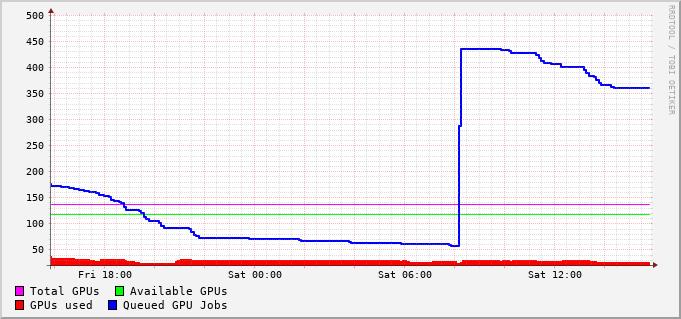 500
450
400
350
300
250
200
150
100
50
Fri 18:00 Sat 00:00 Sat 06:00 Sat 12:00
Total GPUs Available GPUs
GPUs used Queued GPU Jobs
RRDTOOL / TOBI OETIKER